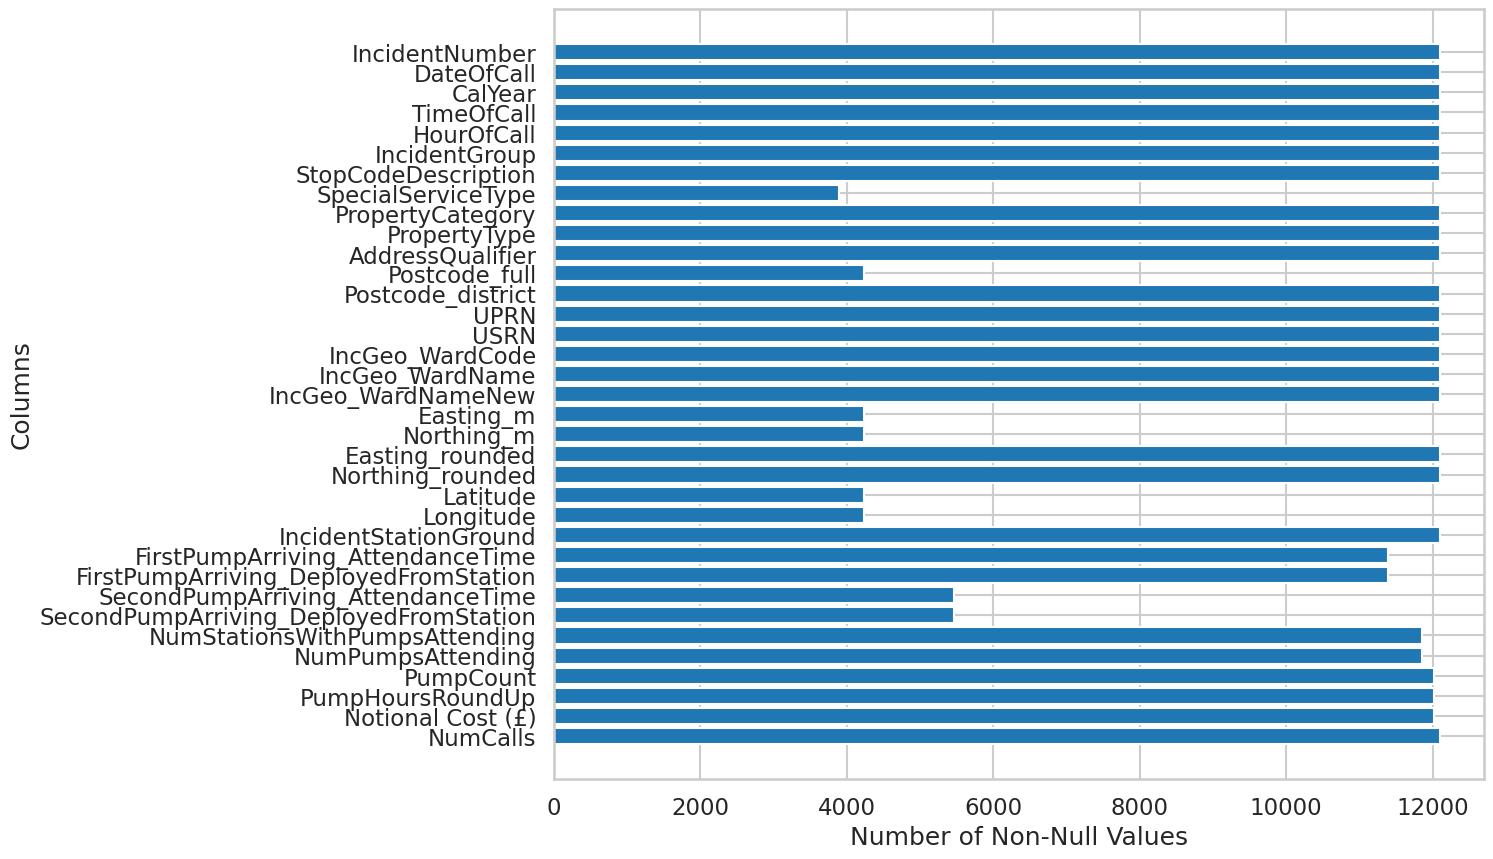 IncidentNumber
DateOfCall
CalYear
TimeOfCall
HourOfCall
IncidentGroup
StopCodeDescription
SpecialServiceType
PropertyCategory
PropertyType
AddressQualifier
Postcode_full
Postcode_district
UPRN
USRN
IncGeo_WardCode
IncGeo_WardName
IncGeo_WardNameNew
Easting_m
Northing_m
Easting_rounded
Northing_rounded
Latitude
Longitude
IncidentStationGround
FirstPumpArriving_AttendanceTime
FirstPumpArriving_DeployedFromStation
SecondPumpArriving_AttendanceTime
SecondPumpArriving_DeployedFromStation
NumStationsWithPumpsAttending
NumPumpsAttending
PumpCount
PumpHoursRoundUp
Notional Cost (£)
NumCalls
Columns
0 2000 4000 6000 8000 10000 12000
Number of Non-Null Values